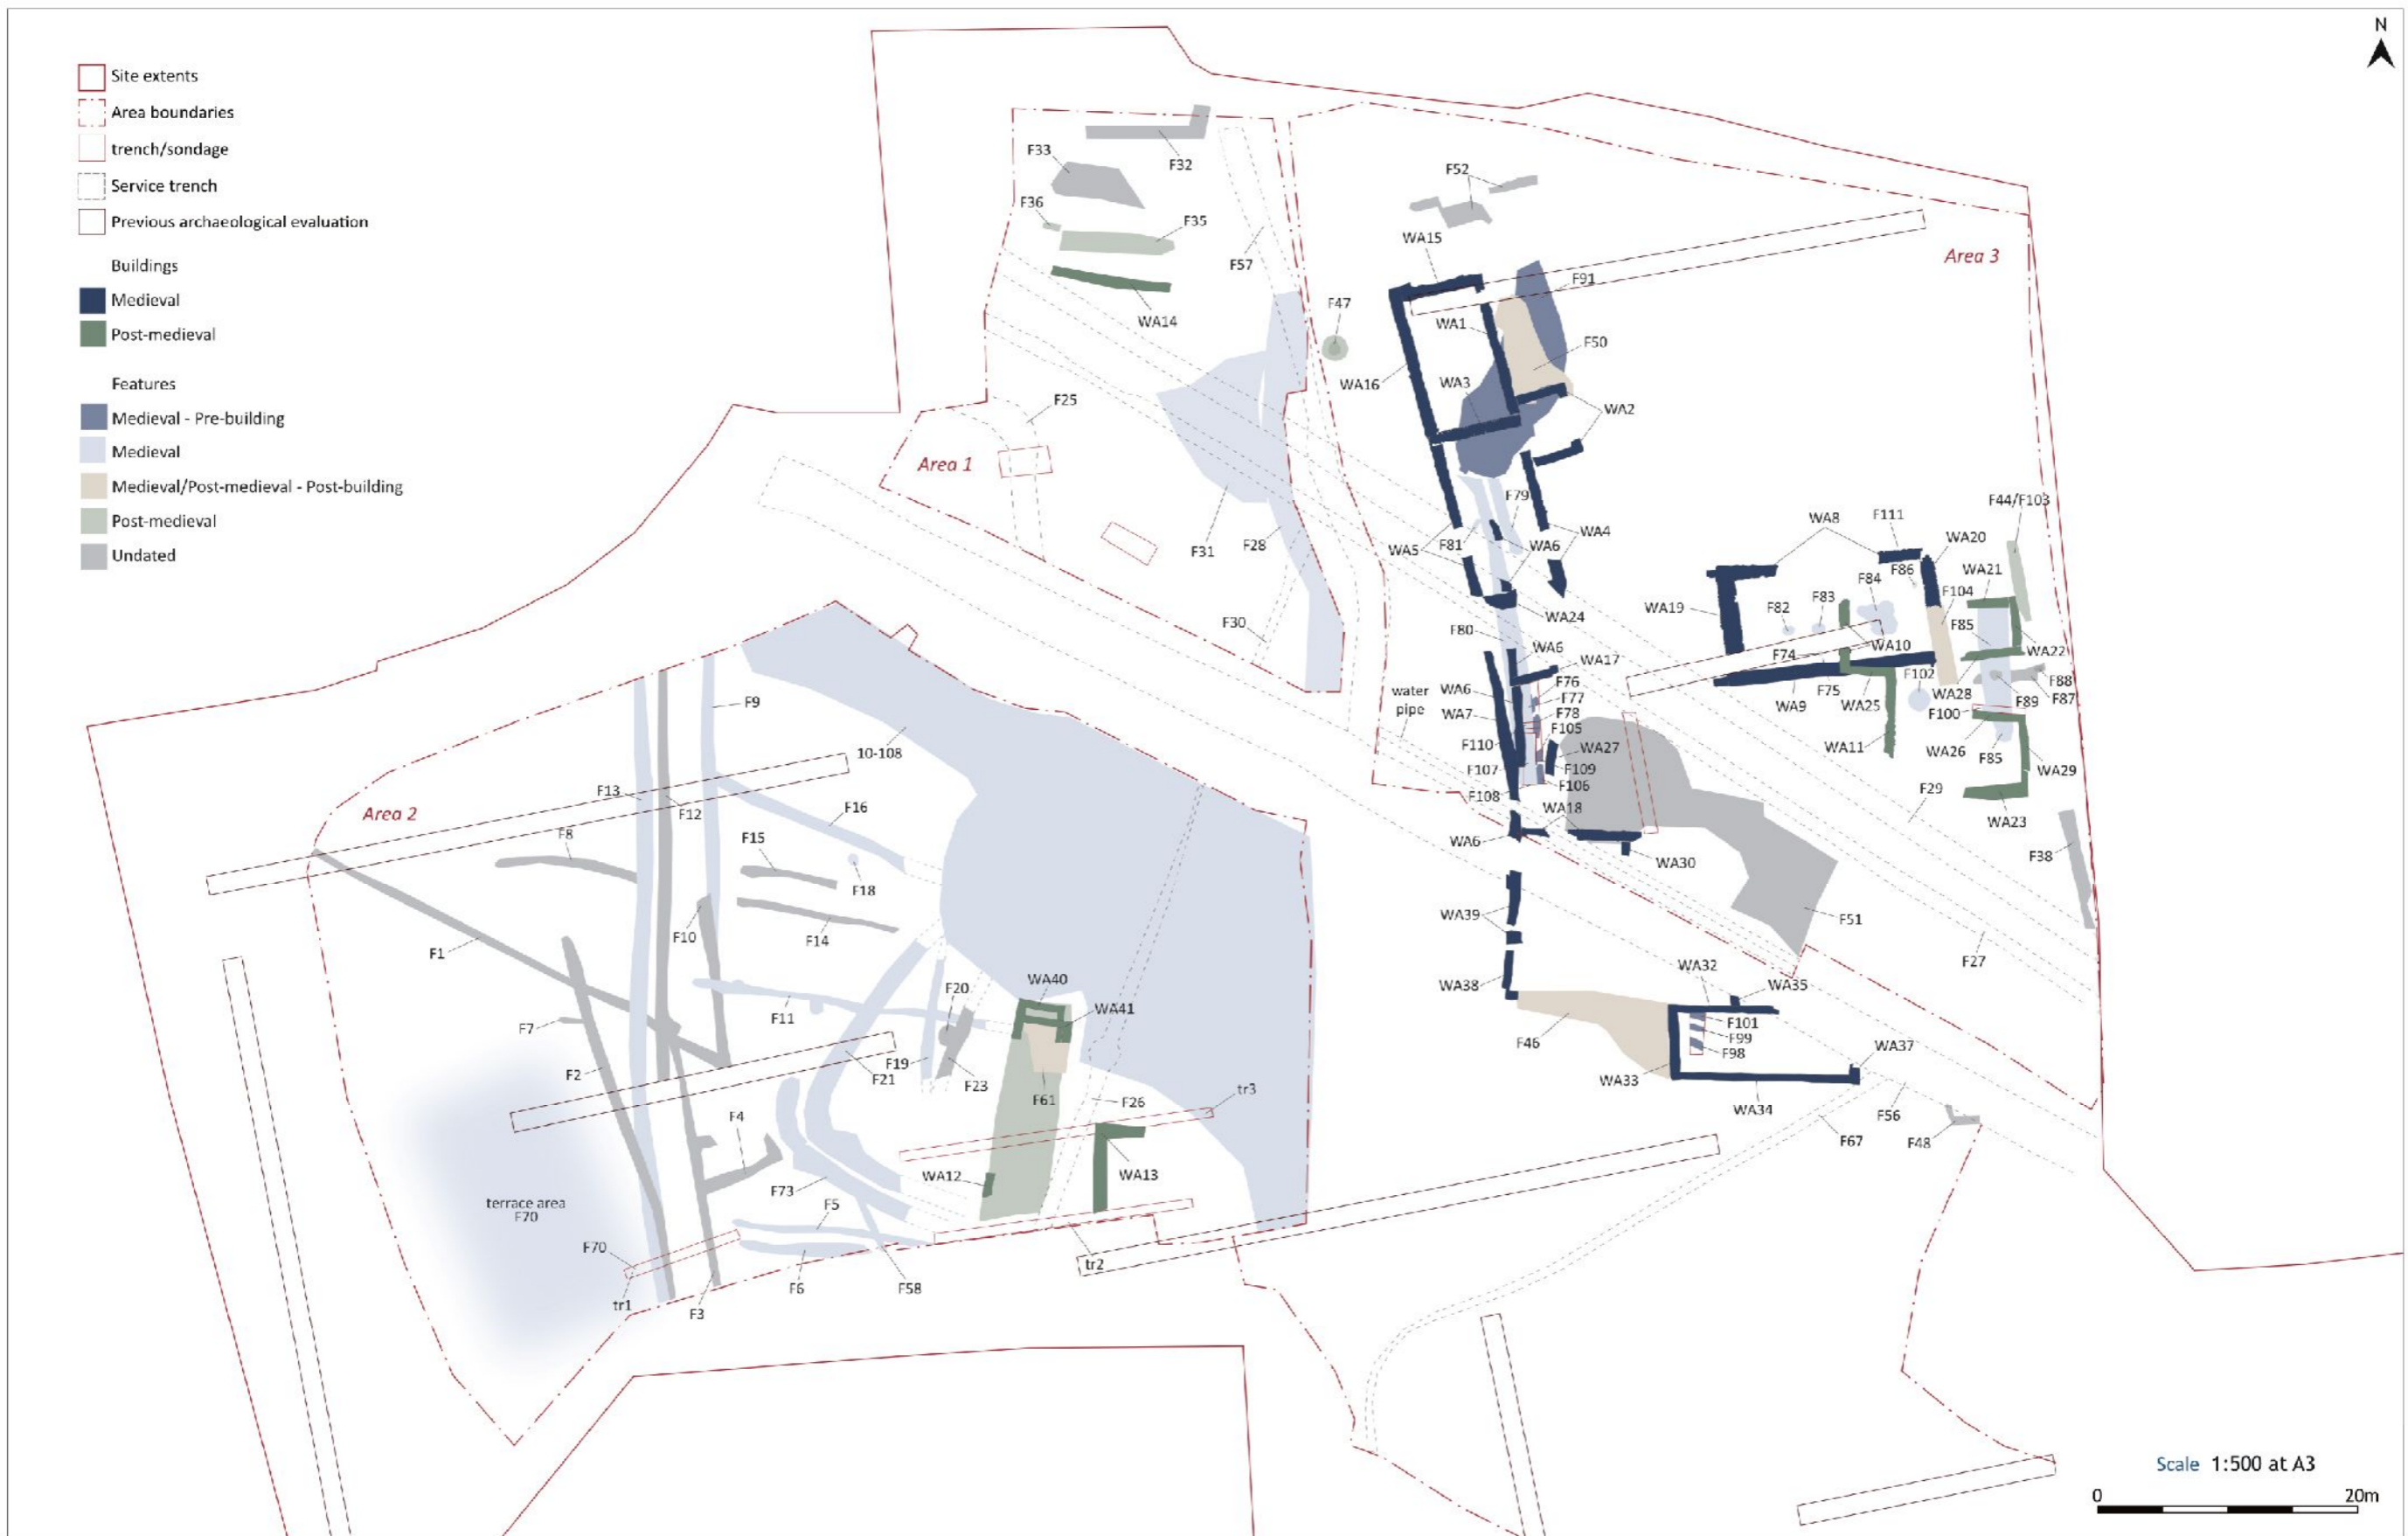 N
Site extents
Area boundaries
trench/sondage
Service trench
Previous archaeological evaluation
Buildings
Medieval
Post-medieval
Features
Medieval - Pre-building
Medieval
Medieval/Post-medieval - Post-building
Post-medieval
Undated
F33
F32
F36
F35
F57
WA14
F25
Area 1
F31
F28
F30
F47
F52
WA15
Area 3
F91
WA1
F50
WA16
WA3
WA2
F79
WA5
F81
WA6
WA4
WA24
F80
WA6
WA17
water
pipe
WA6
F76
F77
WA7
F78
F105
F110
WA27
F107
F109
F106
F108
WA18
WA6
WA30
WA39
WA38
F51
F46
WA32
WA35
F101
F99
F98
WA33
WA34
WA37
F56
F67
F48
F27
F29
F38
WA8
F111
WA20
F44/F103
WA19
F82
F83
F84
F86
F104
WA21
F85
F74
WA10
WA22
F102
F88
WA9
F75
WA25
WA28
F89
F87
F100
WA11
WA26
F85
WA29
WA23
Area 2
F9
10-108
F13
F12
F16
F8
F15
F18
F10
F14
F1
F7
F11
F20
WA40
WA41
F2
F19
F21
F23
F61
F26
tr3
F4
WA12
WA13
F73
F5
terrace area
F70
F70
tr1
F3
F6
F58
tr2
Scale 1:500 at A3
0
20m